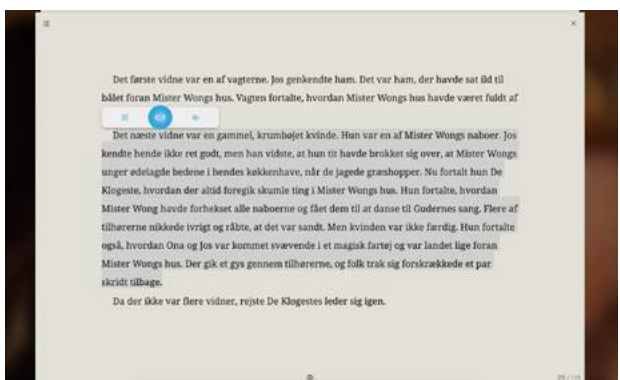 Det første vidne var en af vagterne. Jos genkendte ham. Det var ham, der havde sat ild til
bålet foran Mister Wongs hus. Vagten fortalte, hvordan Mister Wongs hus havde været fuldt af
Det næste vidne var en gammel, krumbøjet kvinde. Hun var en af Mister Wongs naboer. Jos
kendte hende ikke ret godt, men han vidste, at hun tit havde brokket sig over, at Mister Wongs
unger ødelagde bedene i hendes køkkenhave, når de jagede græshopper. Nu fortalt hun De
Klogeste, hvordan der altid foregik skumle ting i Mister Wongs hus. Hun fortalte, hvordan
Mister Wong havde forhekset alle naboerne og fået dem til at danse til Gudernes sang. Flere af
tilhørerne nikkede ivrigt og råbte, at det var sandt. Men kvinden var ikke færdig. Hun fortalte
også, hvordan Ona og Jos var kommet svævende i et magisk fartøj og var landet lige foran
Mister Wongs hus. Der gik et gys gennem tilhørerne, og folk trak sig forskrækkede et par
skridt tilbage.
Da der ikke var flere vidner, rejste De Klogestes leder sig igen.